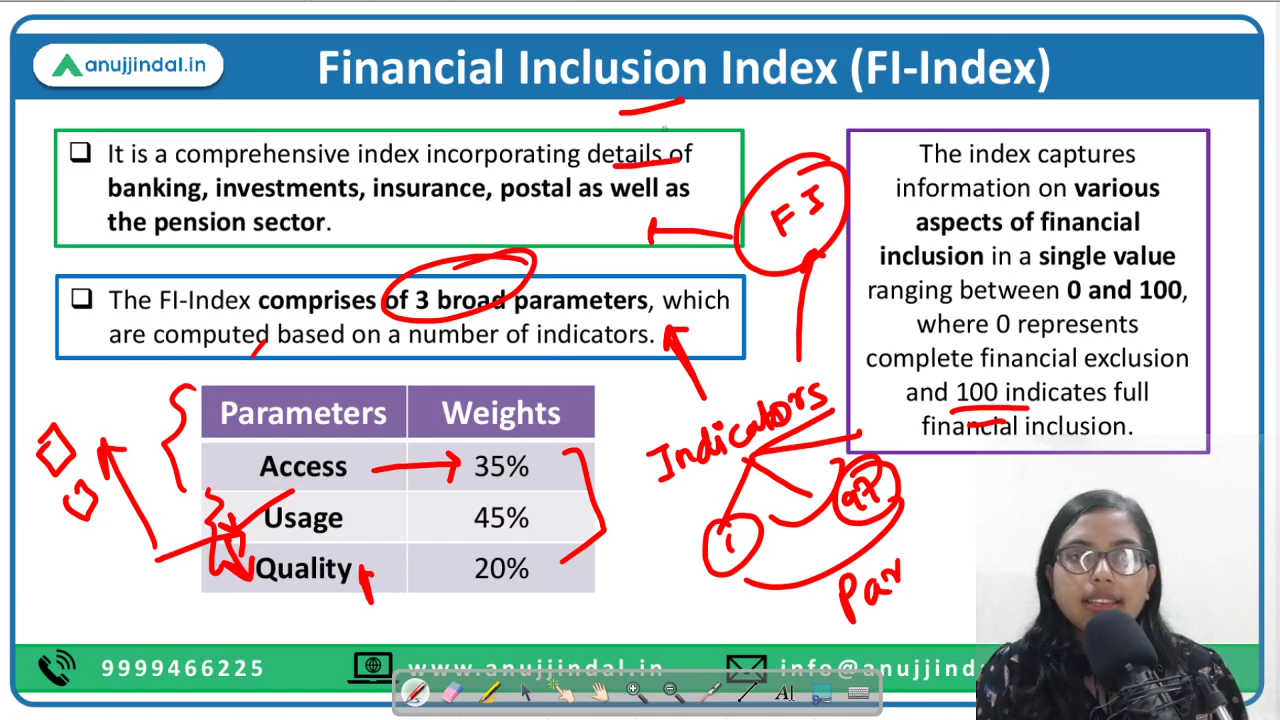 anujjindal.in
Financial Inclusion Index (FI-Index)
It is a comprehensive index incorporating details of
banking, investments, insurance, postal as well as
the pension sector.
FI
The index captures
information on various
aspects of financial
inclusion in a single value
ranging between 0 and 100,
where 0 represents
complete financial exclusion
and 100 indicates full
financial inclusion.
The FI-Index comprises of 3 broad parameters, which
are computed based on a number of indicators.
Parameters Weights
Access 35%
Usage 45%
Quality 20%
Indicators
1
97
Par
9999466225
www.anujjindal.in
info@anujjind
A